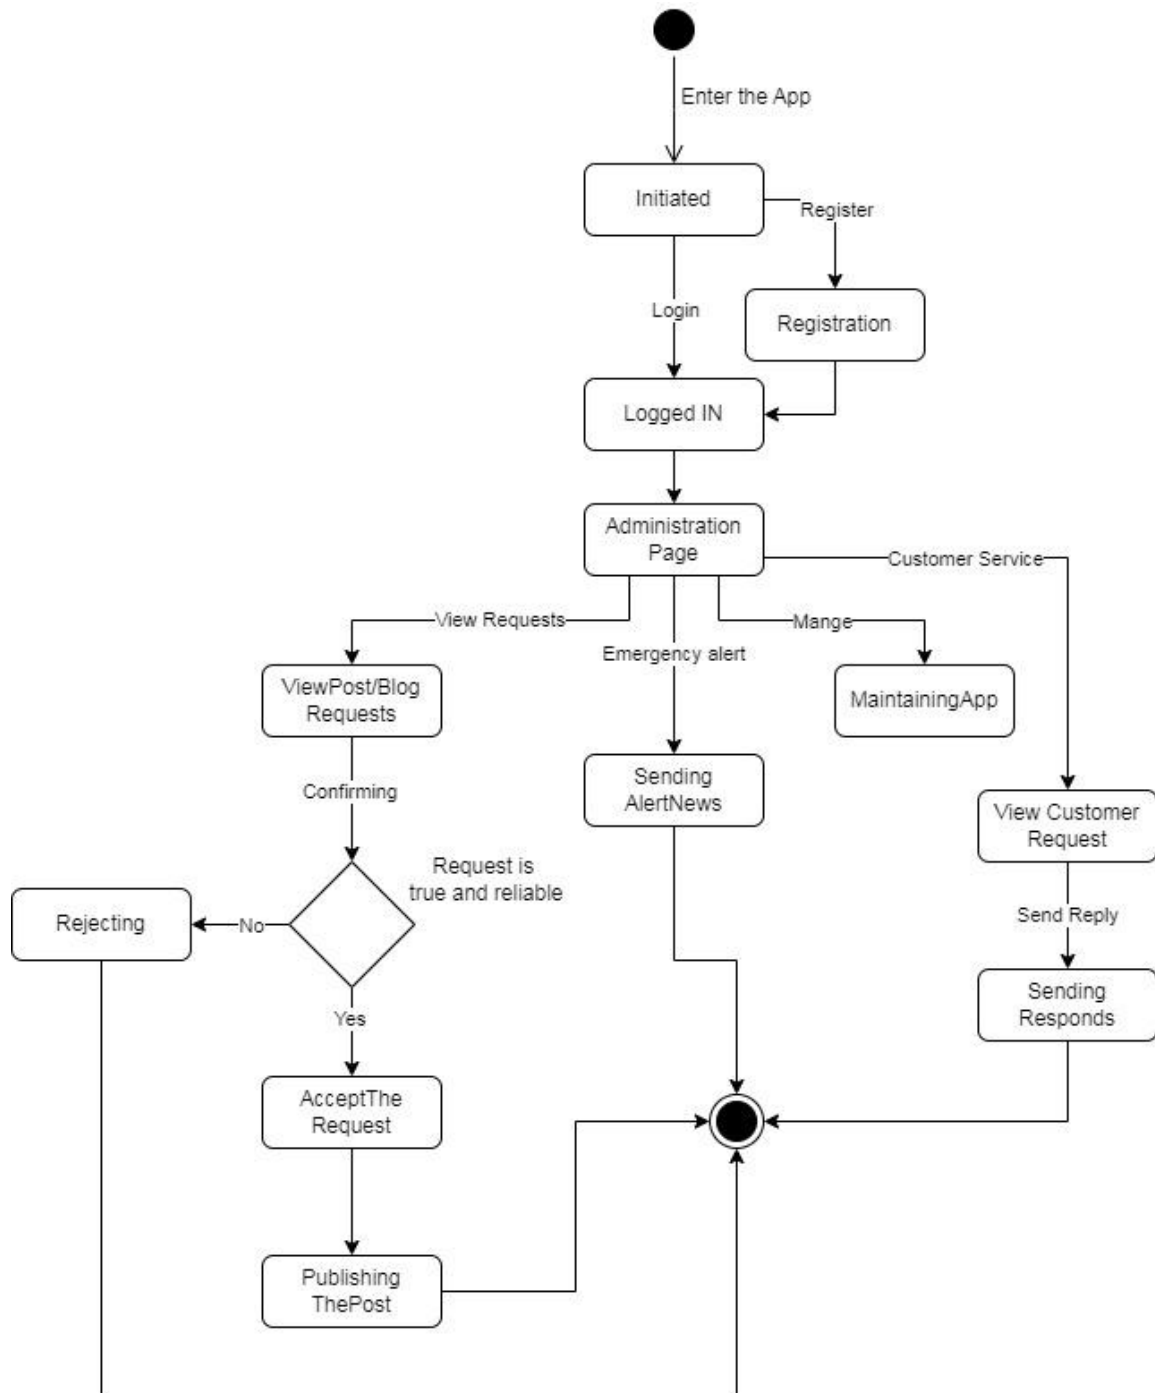 Enter the App
Initiated
Register
Login
Registration
Logged IN
Administration
Page
Customer Service
View Requests
Mange
Emergency alert
ViewPost/Blog
Requests
MaintainingApp
Sending
AlertNews
Confirming
View Customer
Request
Request is
true and reliable
Rejecting
No
Send Reply
Yes
Sending
Responds
AcceptThe
Request
Publishing
ThePost